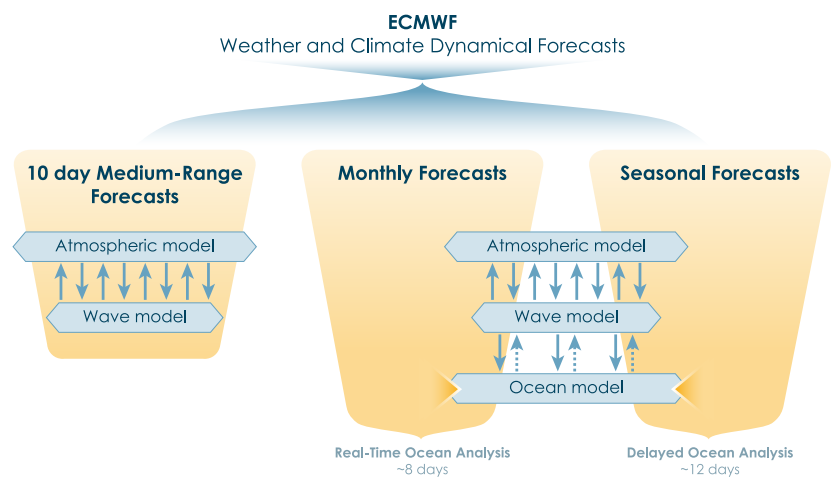 ECMWF
Weather and Climate Dynamical Forecasts
10 day Medium-Range
Forecasts
Atmospheric model
Wave model
Monthly Forecasts
Seasonal Forecasts
Atmospheric model
Wave model
Ocean model
Real-Time Ocean Analysis
~8 days
Delayed Ocean Analysis
~12 days